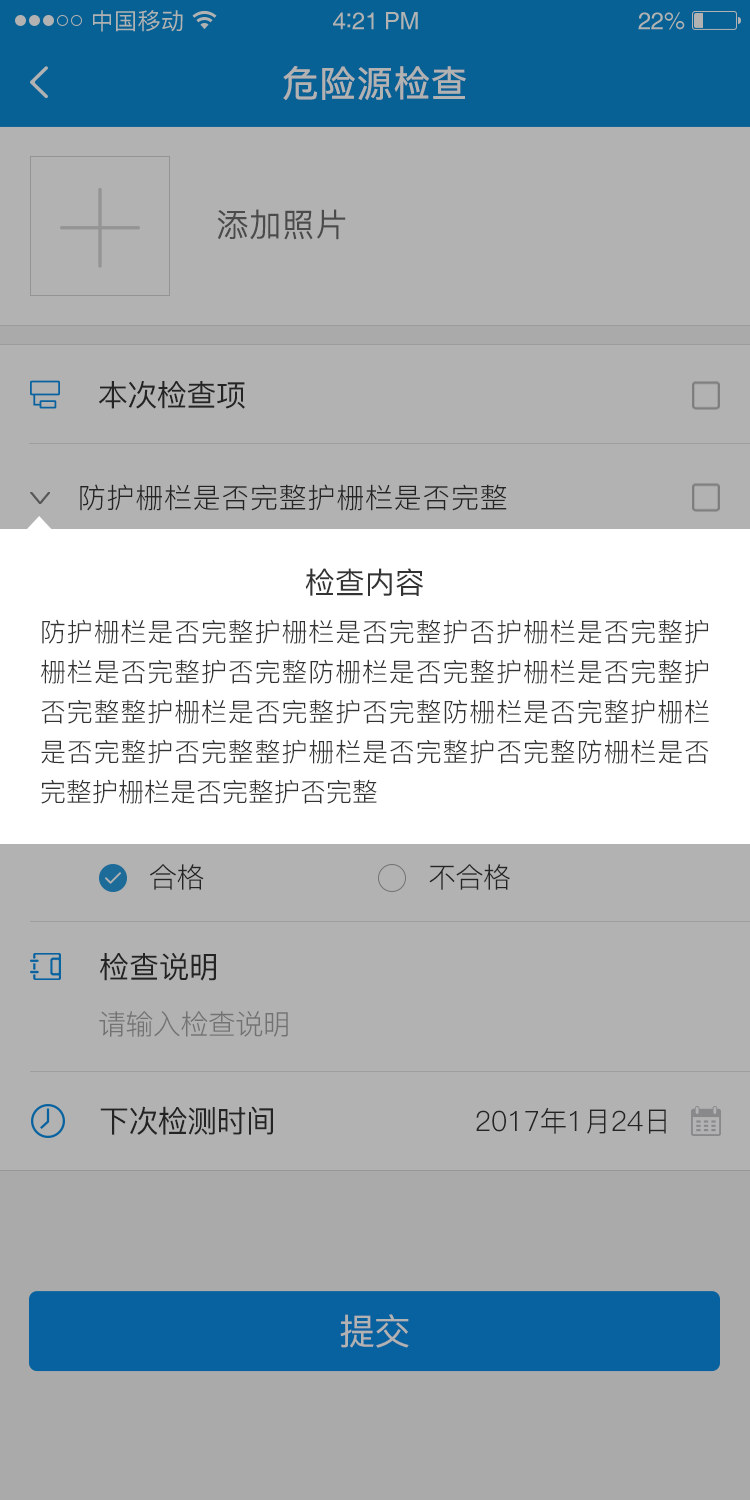 中国移动 4:21 PM 22%
危险源检查
添加照片
本次检查项
防护栅栏是否完整护栅栏是否完整
检查内容
防护栅栏是否完整护栅栏是否完整护否护栅栏是否完整护
栅栏是否完整护否完整防栅栏是否完整护栅栏是否完整护
否完整整护栅栏是否完整护否完整防栅栏是否完整护栅栏
是否完整护否完整整护栅栏是否完整护否完整防栅栏是否
完整护栅栏是否完整护否完整
合格 不合格
检查说明
请输入检查说明
下次检测时间 2017年1月24日
提交